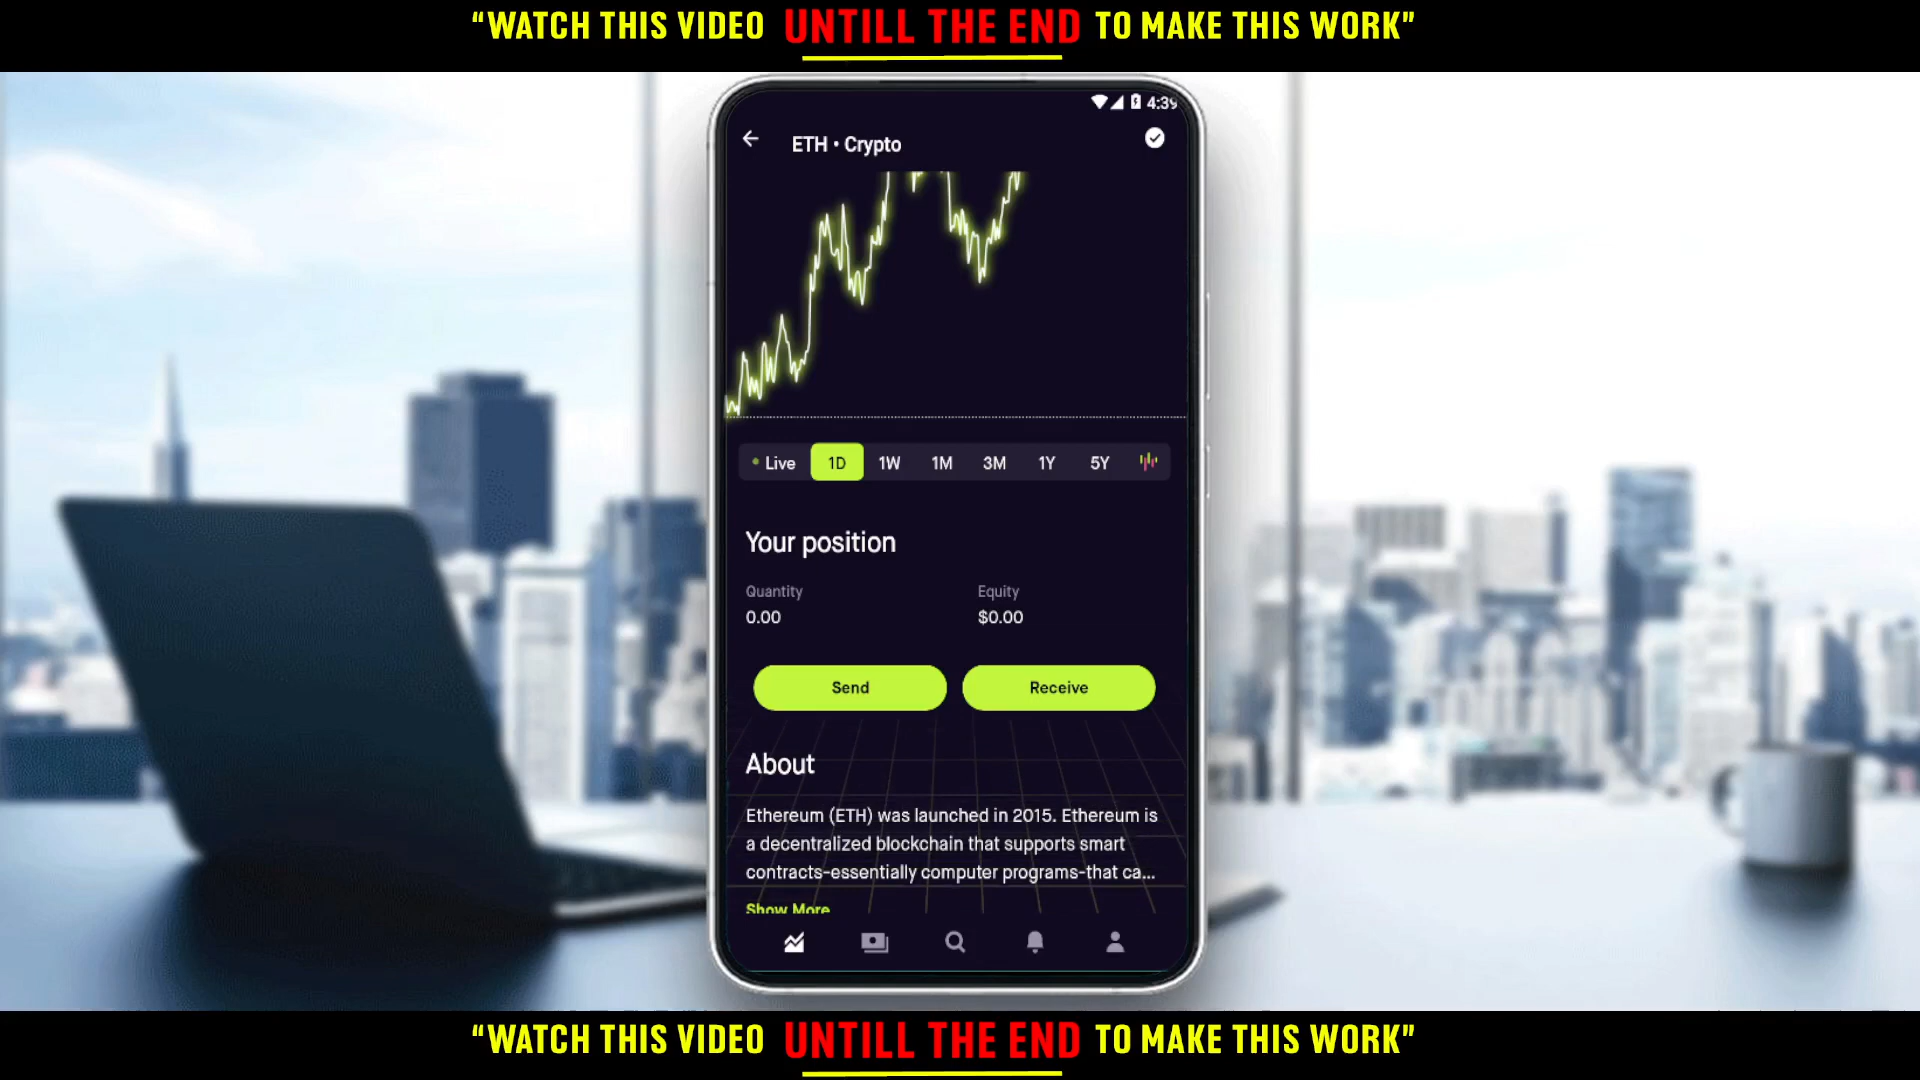 “WATCH THIS VIDEO UNTILL THE END TO MAKE THIS WORK”
4:39
ETH • Crypto
Live 1D 1W 1M 3M 1Y 5Y
Your position
Quantity Equity
0.00 $0.00
Send Receive
About
Ethereum (ETH) was launched in 2015. Ethereum is
a decentralized blockchain that supports smart
contracts-essentially computer programs-that ca...
Show More
“WATCH THIS VIDEO UNTILL THE END TO MAKE THIS WORK”